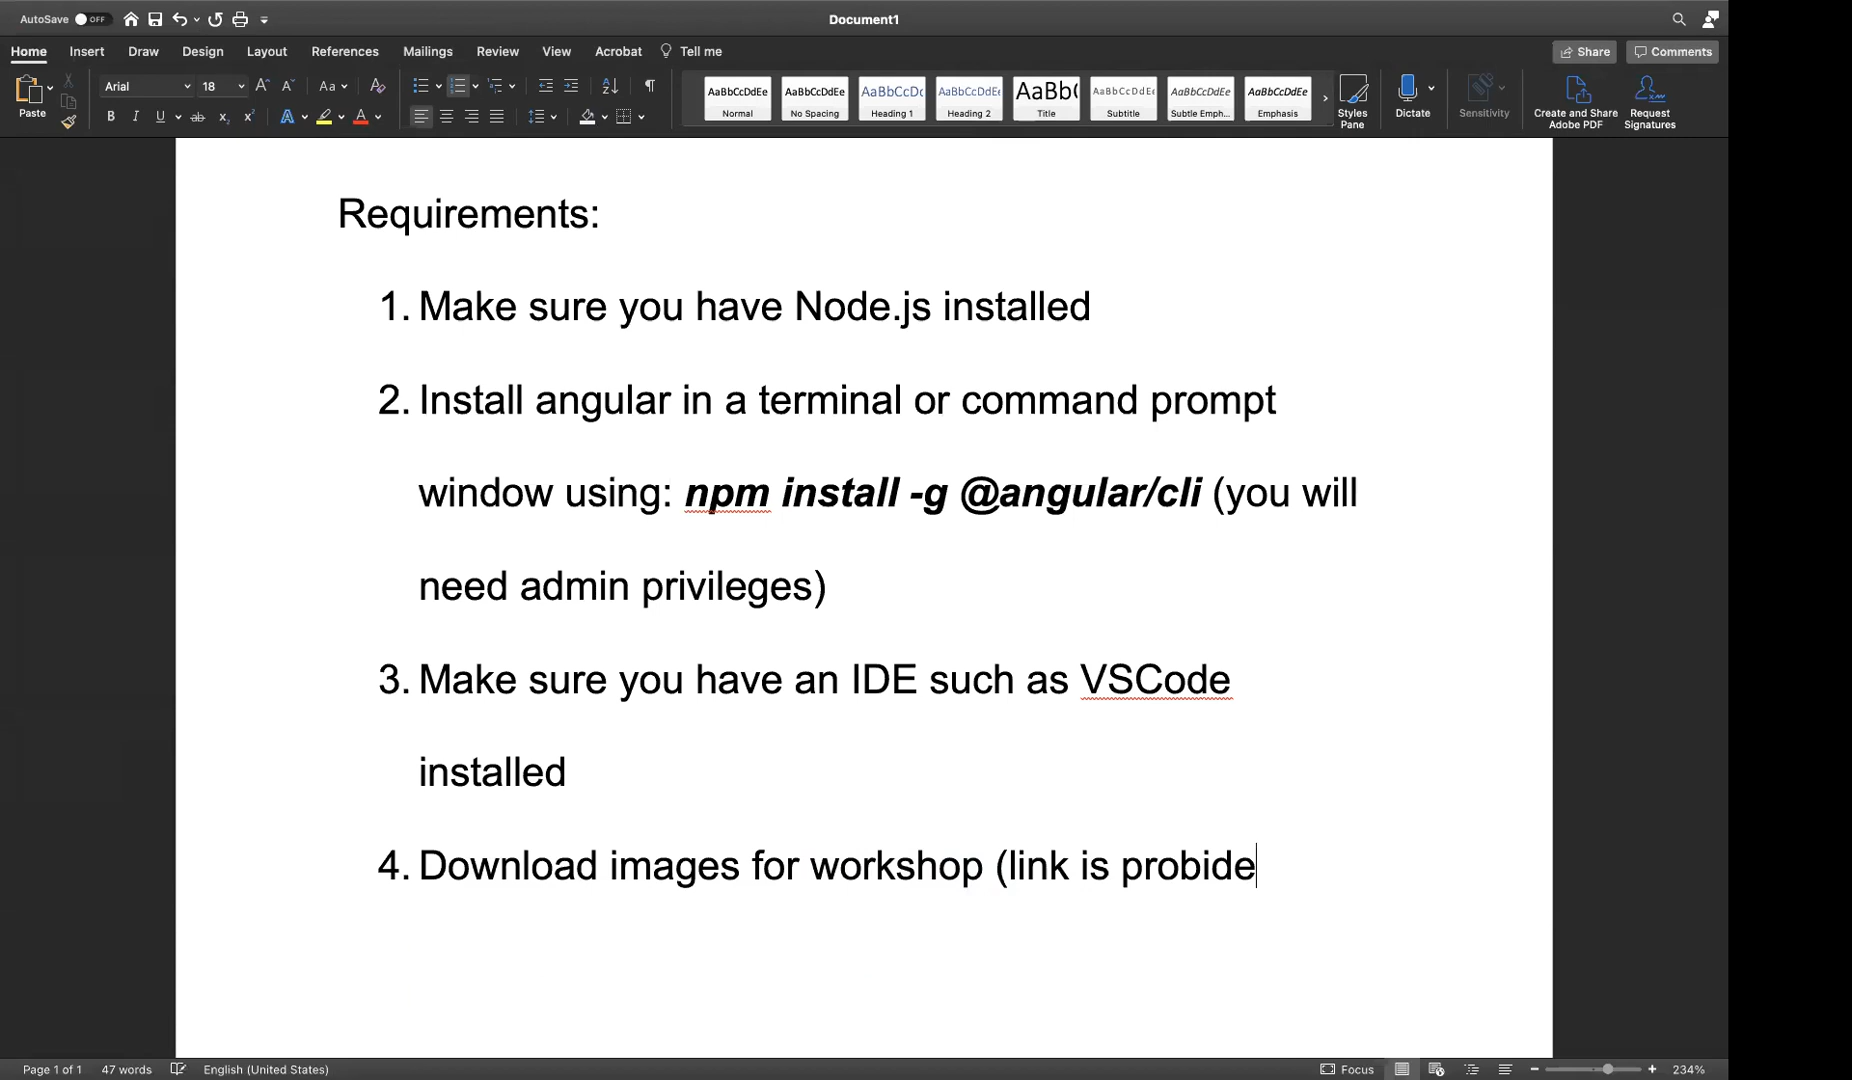 AutoSave OFF Document1
Home Insert Draw Design Layout References Mailings Review View Acrobat Tell me Share Comments
Paste Arial 18 Aa AaBbCcDdEe Normal AaBbCcDdEe No Spacing AaBbCcDc Heading 1 AaBbCcDdEe Heading 2 AaBb( Title AaBbCcDdEe Subtitle AaBbCcDdEe Subtle Emph... AaBbCcDdEe Emphasis Styles Pane Dictate Sensitivity Create and Share Adobe PDF Request Signatures
Requirements:
1. Make sure you have Node.js installed
2. Install angular in a terminal or command prompt
window using: npm install -g @angular/cli (you will
need admin privileges)
3. Make sure you have an IDE such as VSCode
installed
4. Download images for workshop (link is probide
Page 1 of 1 47 words English (United States) Focus 234%